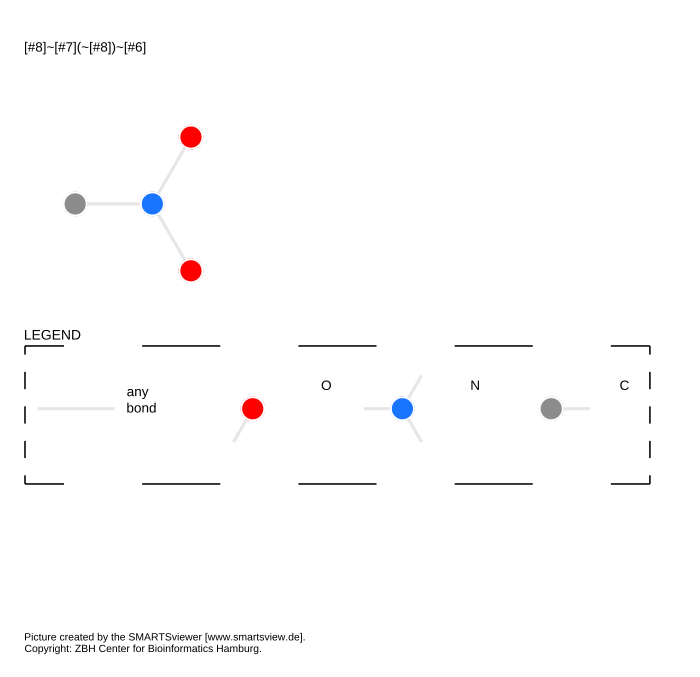 [#8]~[#7](~[#8])~[#6]
LEGEND
any
bond
O
N
C
Picture created by the SMARTSviewer [www.smartsview.de].
Copyright: ZBH Center for Bioinformatics Hamburg.